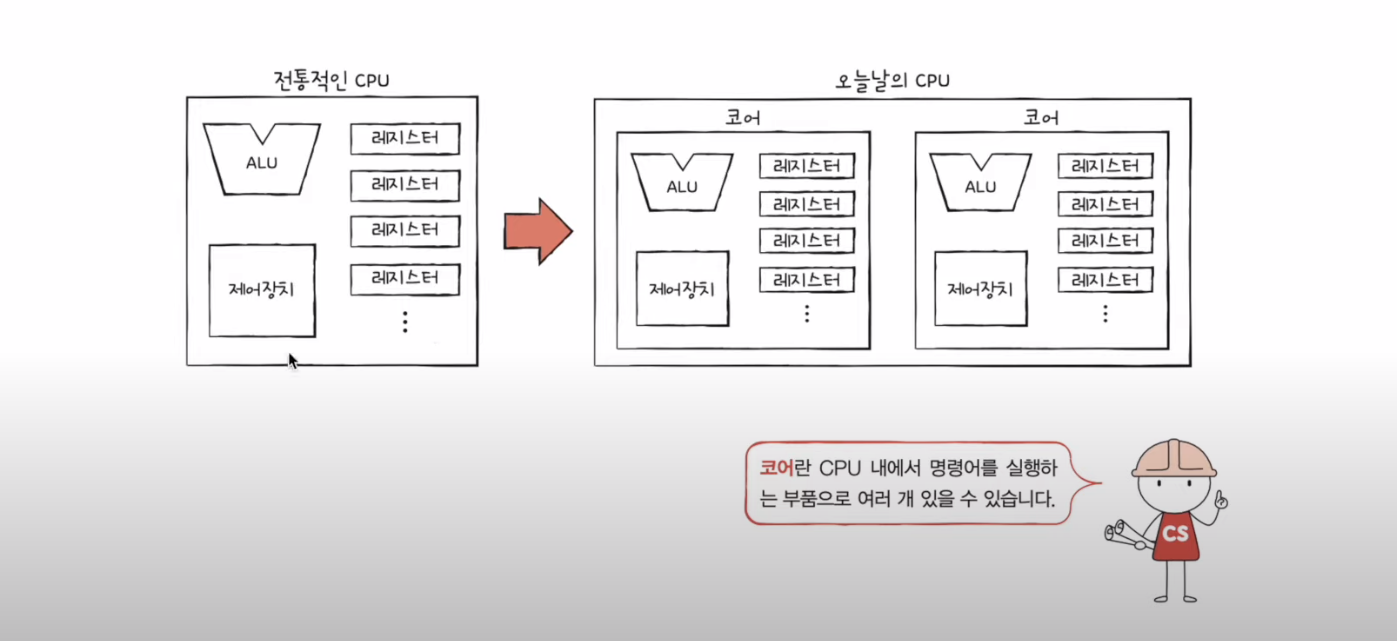 전통적인 CPU
ALU
레지스터
레지스터
레지스터
레지스터
제어장치
오늘날의 CPU
코어
ALU
레지스터
레지스터
레지스터
레지스터
제어장치
코어
ALU
레지스터
레지스터
레지스터
레지스터
제어장치
코어란 CPU 내에서 명령어를 실행하
는 부품으로 여러 개 있을 수 있습니다.
CS